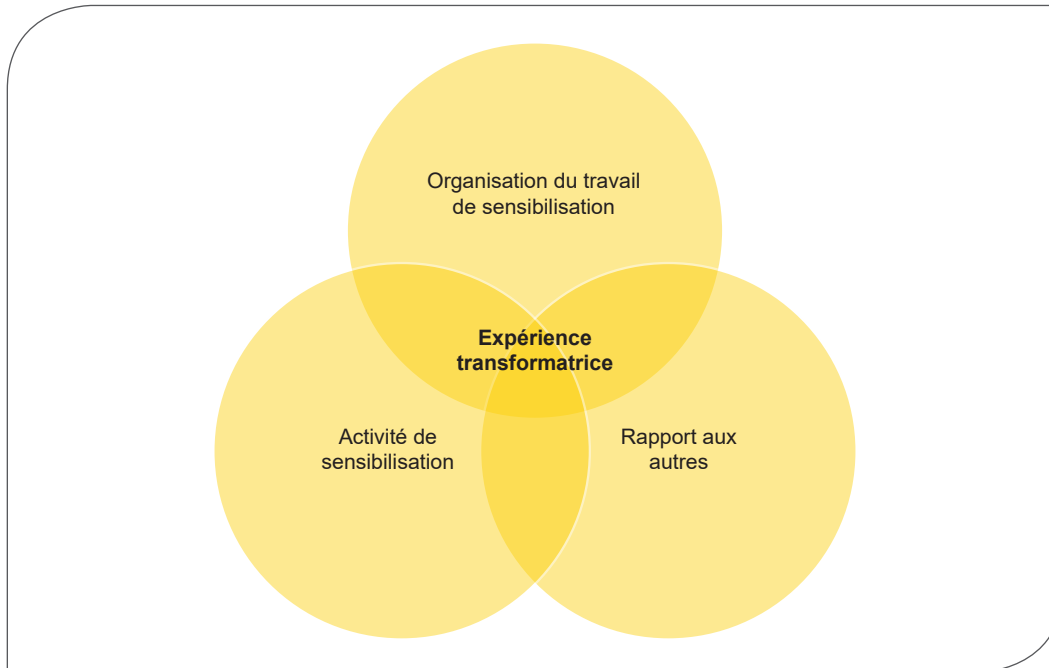 Organisation du travail
de sensibilisation
Expérience
transformatrice
Activité de
sensibilisation
Rapport aux
autres